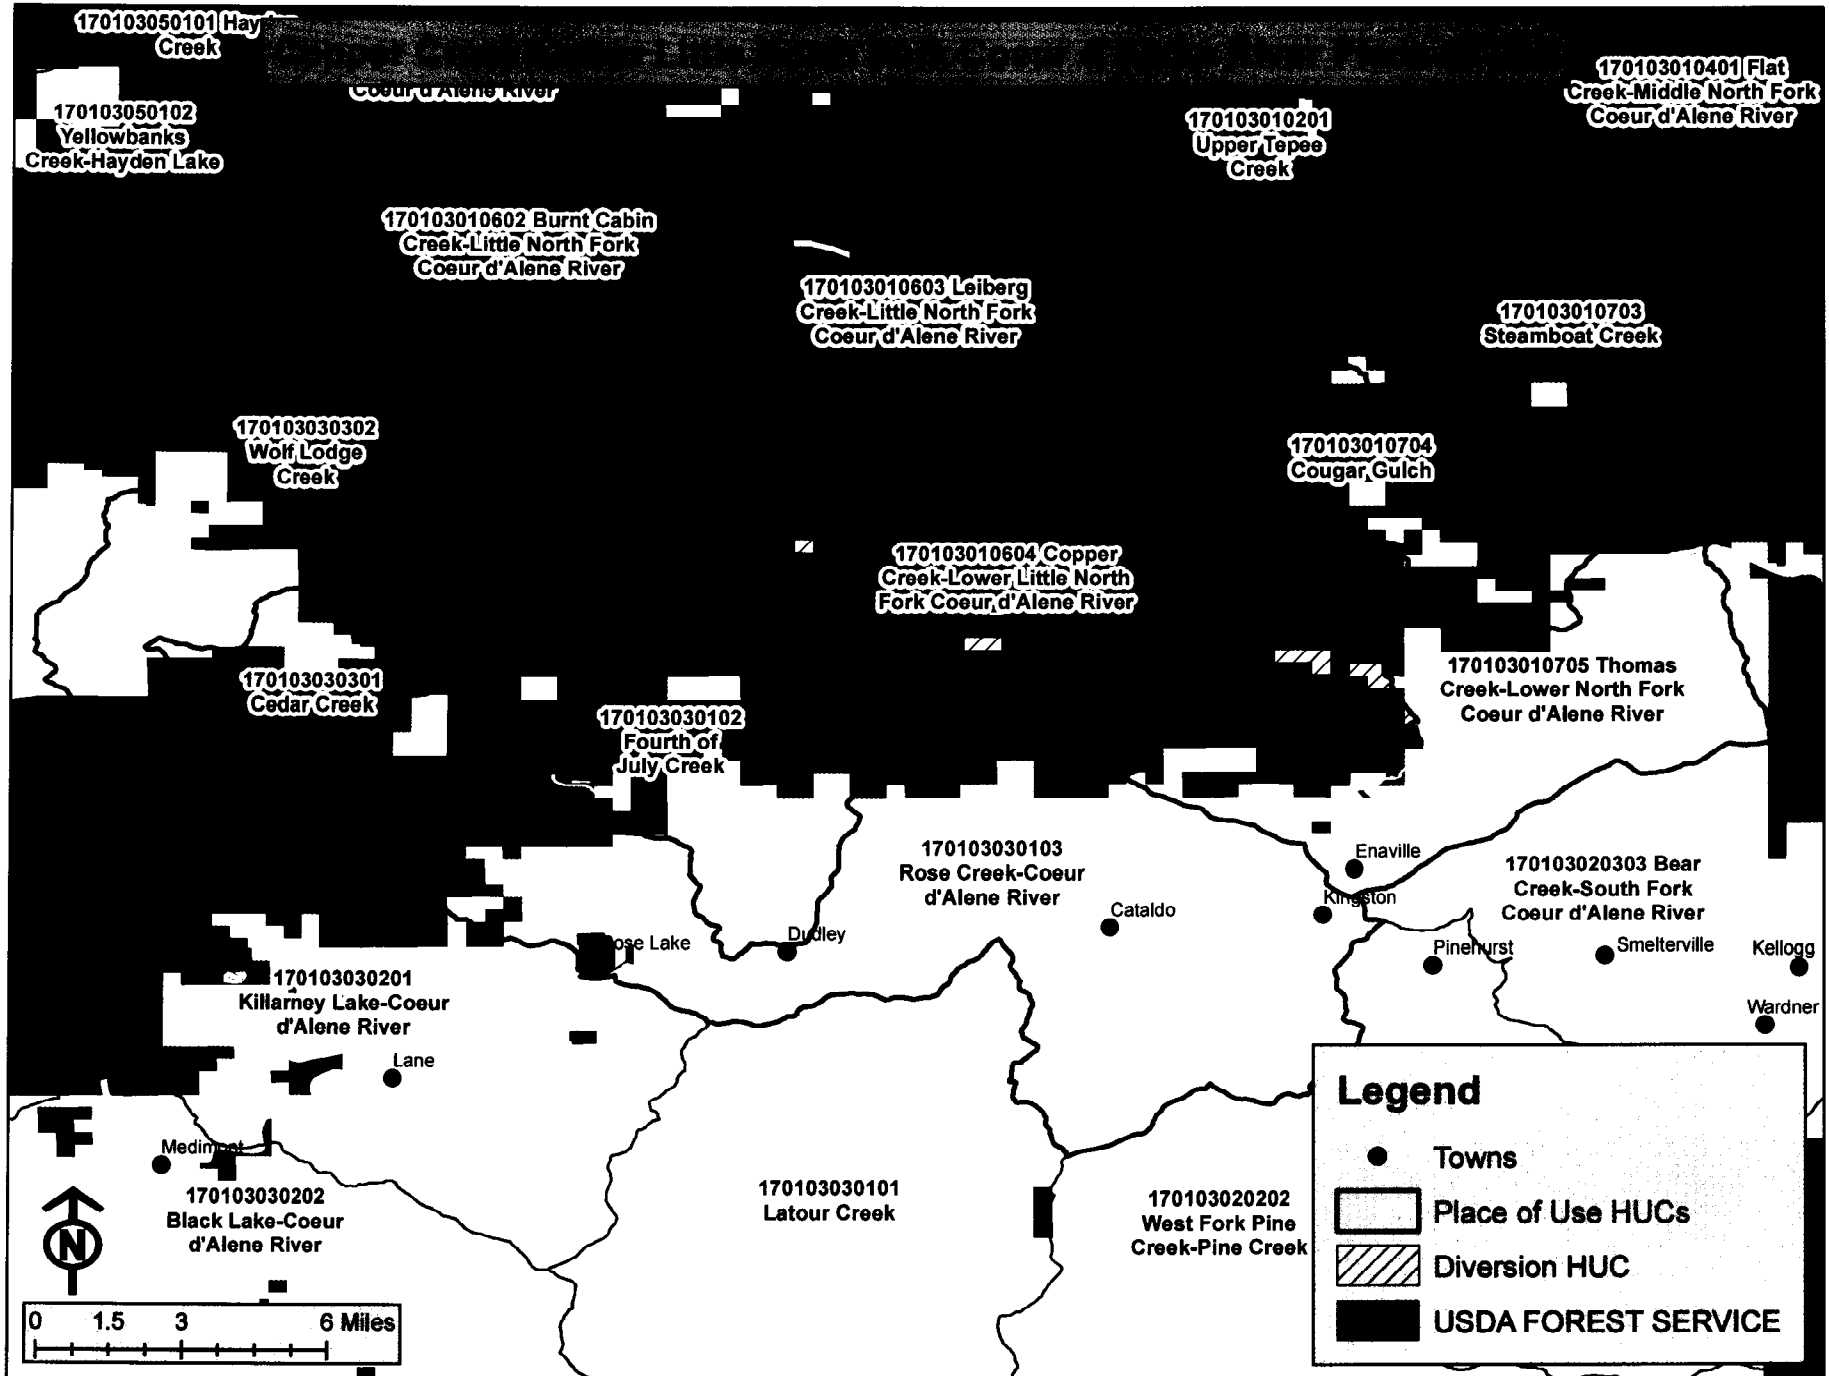 170103050101 Hay
Creek
Coeur d'Alene River
170103050102
Yellowbanks
Creek-Hayden Lake
170103010201
Upper Tepee
Creek
170103010401 Flat
Creek-Middle North Fork
Coeur d'Alene River
170103010602 Burnt Cabin
Creek-Little North Fork
Coeur d'Alene River
170103010603 Leiberg
Creek-Little North Fork
Coeur d'Alene River
170103010703
Steamboat Creek
170103030302
Wolf Lodge
Creek
170103010704
Cougar Gulch
170103010604 Copper
Creek-Lower Little North
Fork Coeur d'Alene River
170103030301
Cedar Creek
170103010705 Thomas
Creek-Lower North Fork
Coeur d'Alene River
170103030102
Fourth of
July Creek
170103030103
Rose Creek-Coeur
d'Alene River
Enaville
170103020303 Bear
Creek-South Fork
Coeur d'Alene River
Kingston
Cataldo
Dudley
ose Lake
Pinehurst
Smelterville
Kellogg
Wardner
170103030201
Killarney Lake-Coeur
d'Alene River
Lane
Medimont
170103030202
Black Lake-Coeur
d'Alene River
170103030101
Latour Creek
170103020202
West Fork Pine
Creek-Pine Creek
N
0 1.5 3 6 Miles
Legend
Towns
Place of Use HUCs
Diversion HUC
USDA FOREST SERVICE